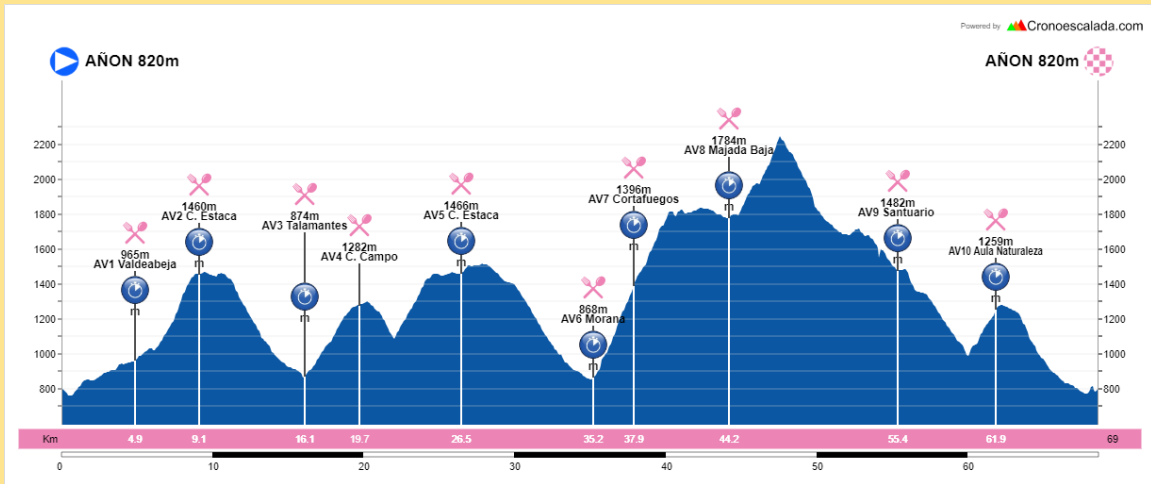 Powered by Cronoescalada.com
AÑON 820m
AÑON 820m
965m
AV1 Valdeabeja
m
1460m
AV2 C. Estaca
m
874m
AV3 Talamantes
m
1282m
AV4 C. Campo
1466m
AV5 C. Estaca
m
868m
AV6 Morana
m
1396m
AV7 Cortafuegos
m
1784m
AV8 Majada Baja
m
1482m
AV9 Santuario
m
1259m
AV10 Aula Naturaleza
m
2200
2000
1800
1600
1400
1200
1000
800
2200
2000
1800
1600
1400
1200
1000
800
Km 4.9 9.1 16.1 19.7 26.5 35.2 37.9 44.2 55.4 61.9 69
0 10 20 30 40 50 60